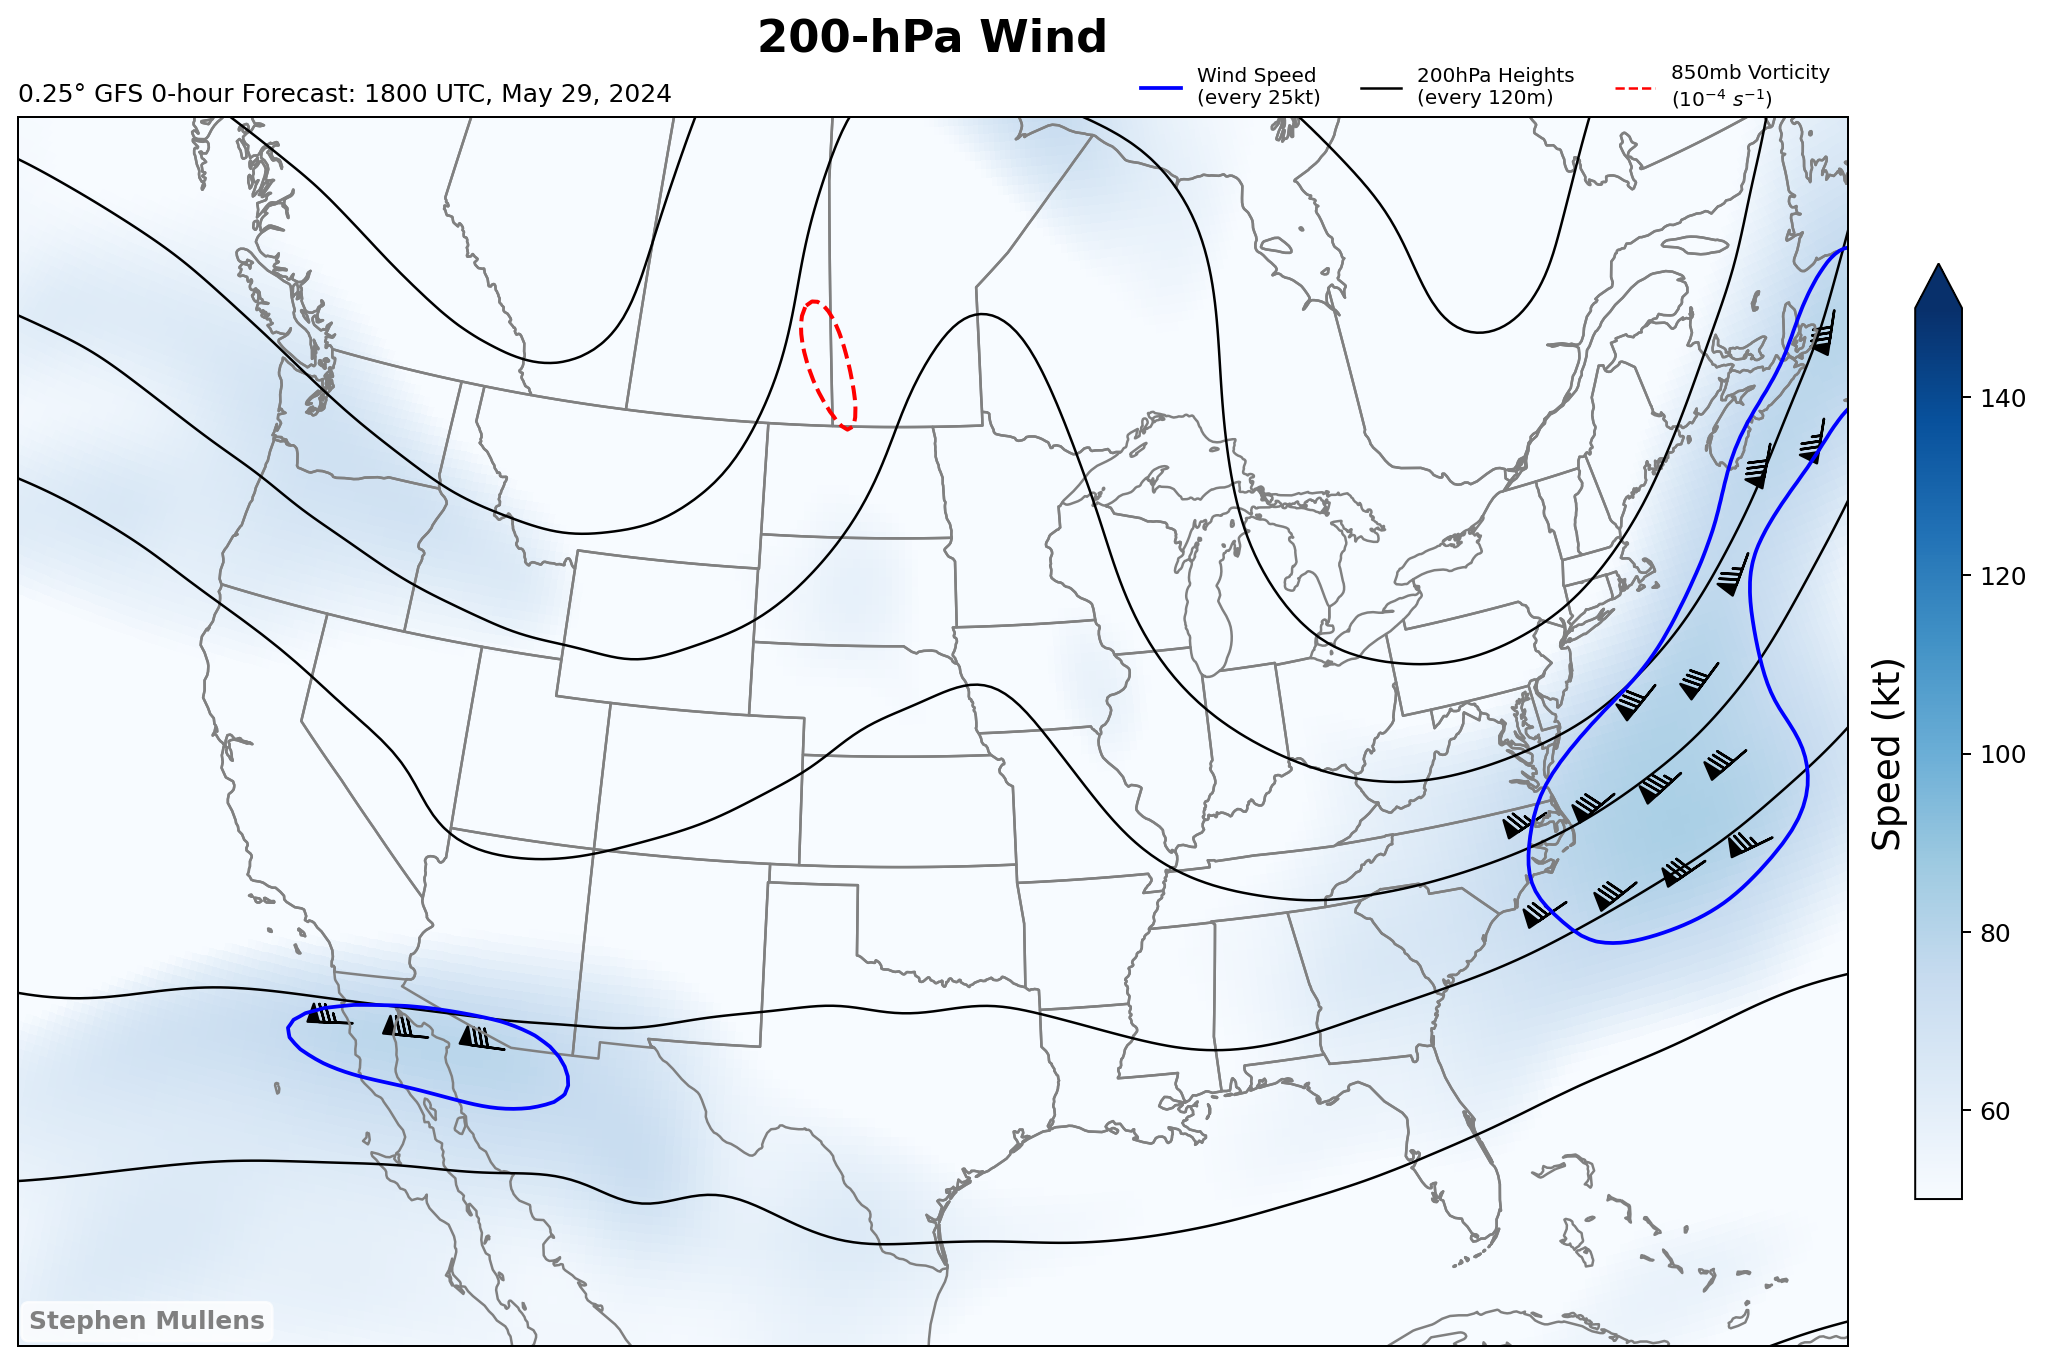 200-hPa Wind
0.25° GFS 0-hour Forecast: 1800 UTC, May 29, 2024
Wind Speed
(every 25kt)
200hPa Heights
(every 120m)
850mb Vorticity
(10⁻⁴ s⁻¹)
140
120
100
80
60
Speed (kt)
Stephen Mullens